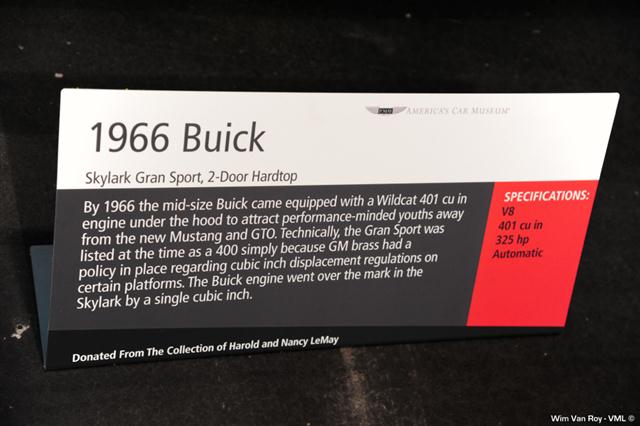 AMERICA'S CAR MUSEUM
1966 Buick
Skylark Gran Sport, 2-Door Hardtop
By 1966 the mid-size Buick came equipped with a Wildcat 401 cu in
engine under the hood to attract performance-minded youths away
from the new Mustang and GTO. Technically, the Gran Sport was
listed at the time as a 400 simply because GM brass had a
policy in place regarding cubic inch displacement regulations on
certain platforms. The Buick engine went over the mark in the
Skylark by a single cubic inch.
SPECIFICATIONS:
V8
401 cu in
325 hp
Automatic
Donated From The Collection of Harold and Nancy LeMay
Wim Van Roy - VML ©